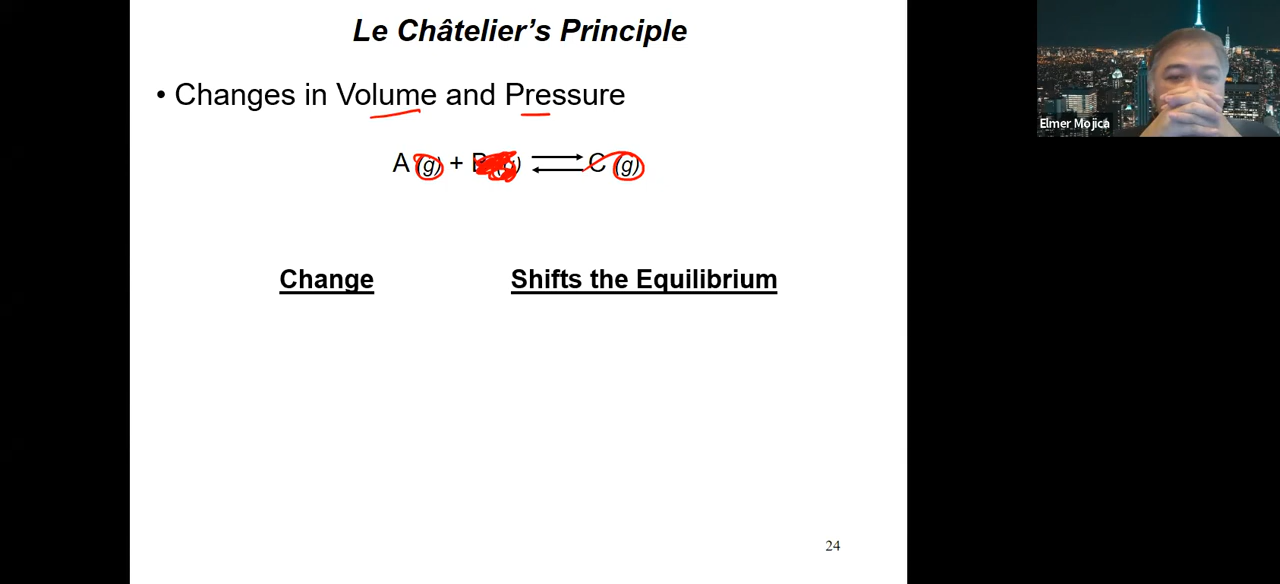 Le Châtelier's Principle
• Changes in Volume and Pressure
A (g) + B (g) C (g)
Change Shifts the Equilibrium
24
Elmer Mojica